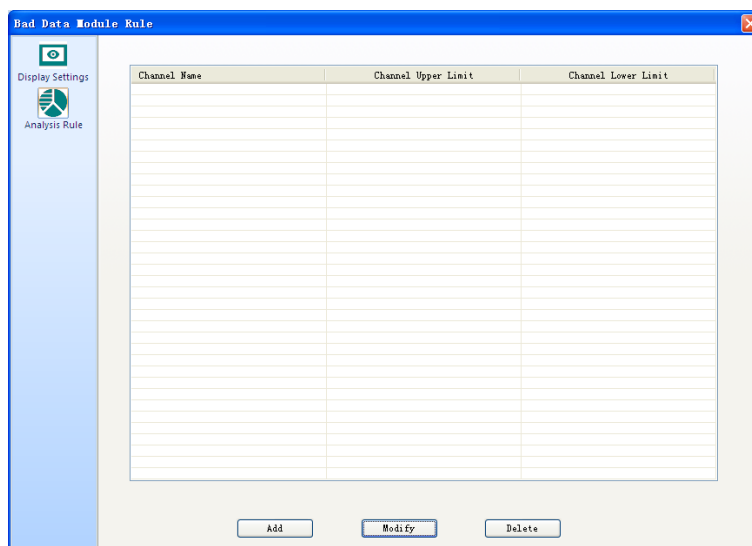 Bad Data Module Rule
Display Settings
Analysis Rule
Channel Name Channel Upper Limit Channel Lower Limit
Add Modify Delete